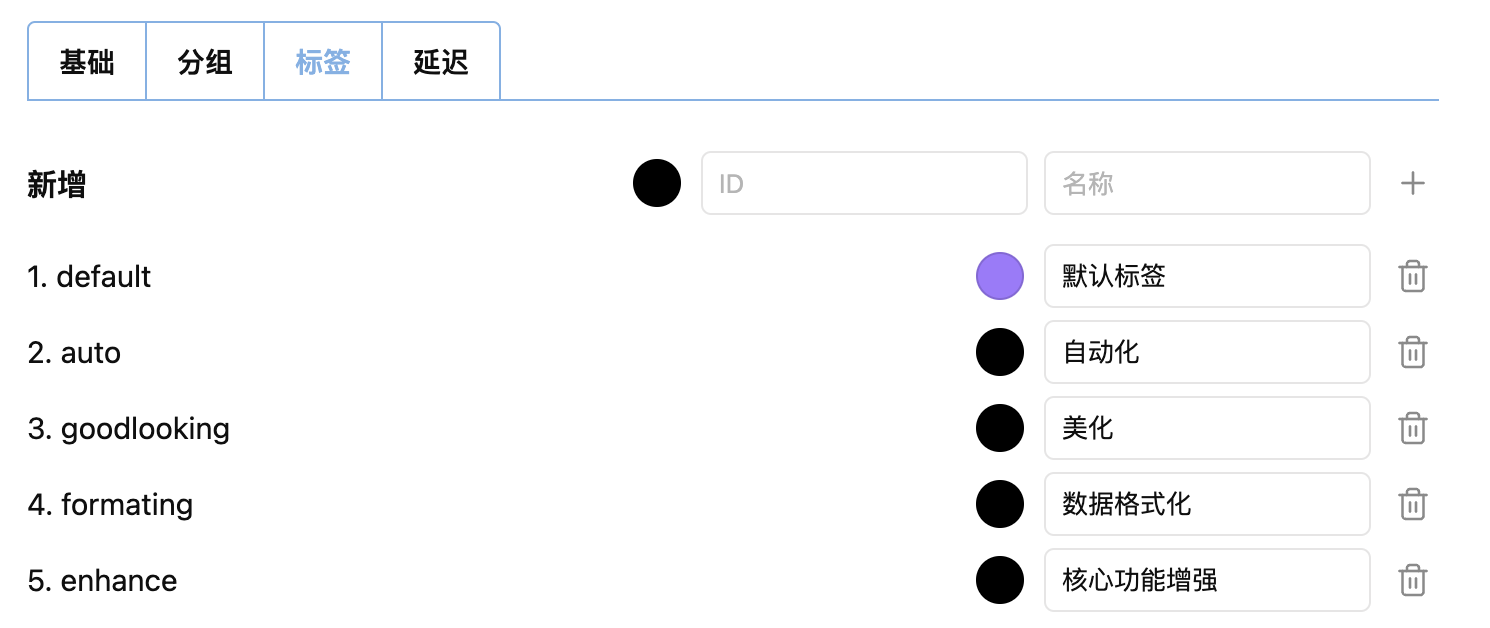 基础 分组 标签 延迟
新增 ID 名称
1. default 默认标签
2. auto 自动化
3. goodlooking 美化
4. formating 数据格式化
5. enhance 核心功能增强